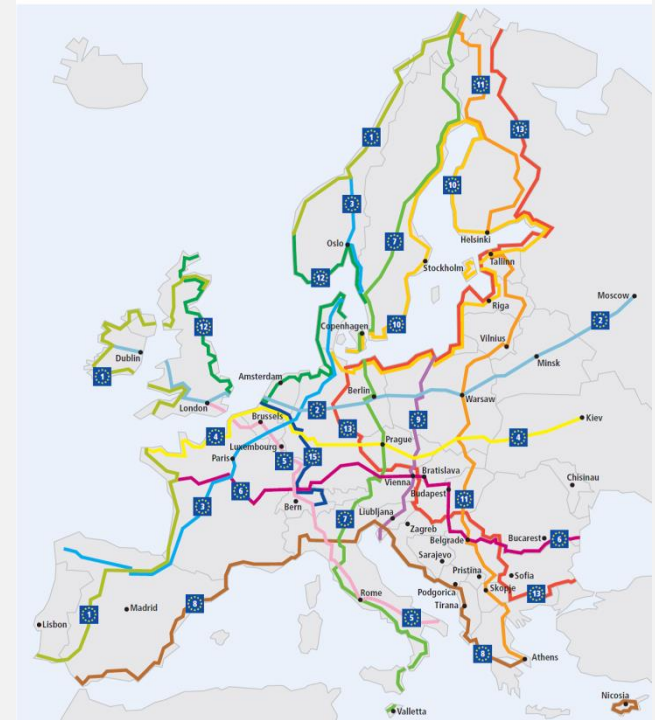 11
1
13
3
10
7
Oslo
Helsinki
Stockholm
Tallinn
12
Moscow
Riga
12
10
2
Copenhagen
Vilnius
Dublin
Minsk
1
Amsterdam
Berlin
Warsaw
London
2
Brussels
9
Kiev
4
13
4
Luxembourg
Prague
Paris
5
15
Bratislava
Vienna
Chisinau
6
Budapest
11
3
Bern
7
Ljubljana
Zagreb
Belgrade
Bucarest
6
Sarajevo
Pristina
Sofia
8
Madrid
1
Rome
Podgorica
Skopje
13
Lisbon
5
Tirana
8
Athens
Nicosia
Valletta